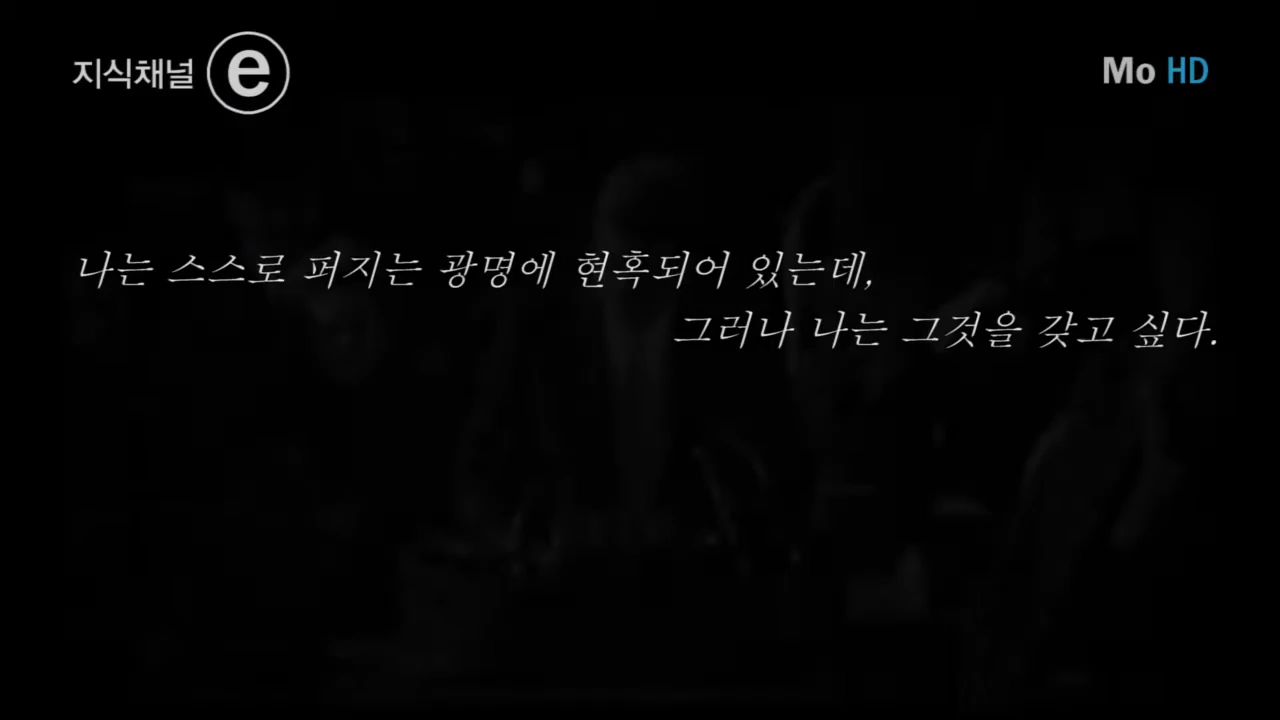 지식채널 e
Mo HD
나는 스스로 퍼지는 광명에 현혹되어 있는데,
그러나 나는 그것을 갖고 싶다.